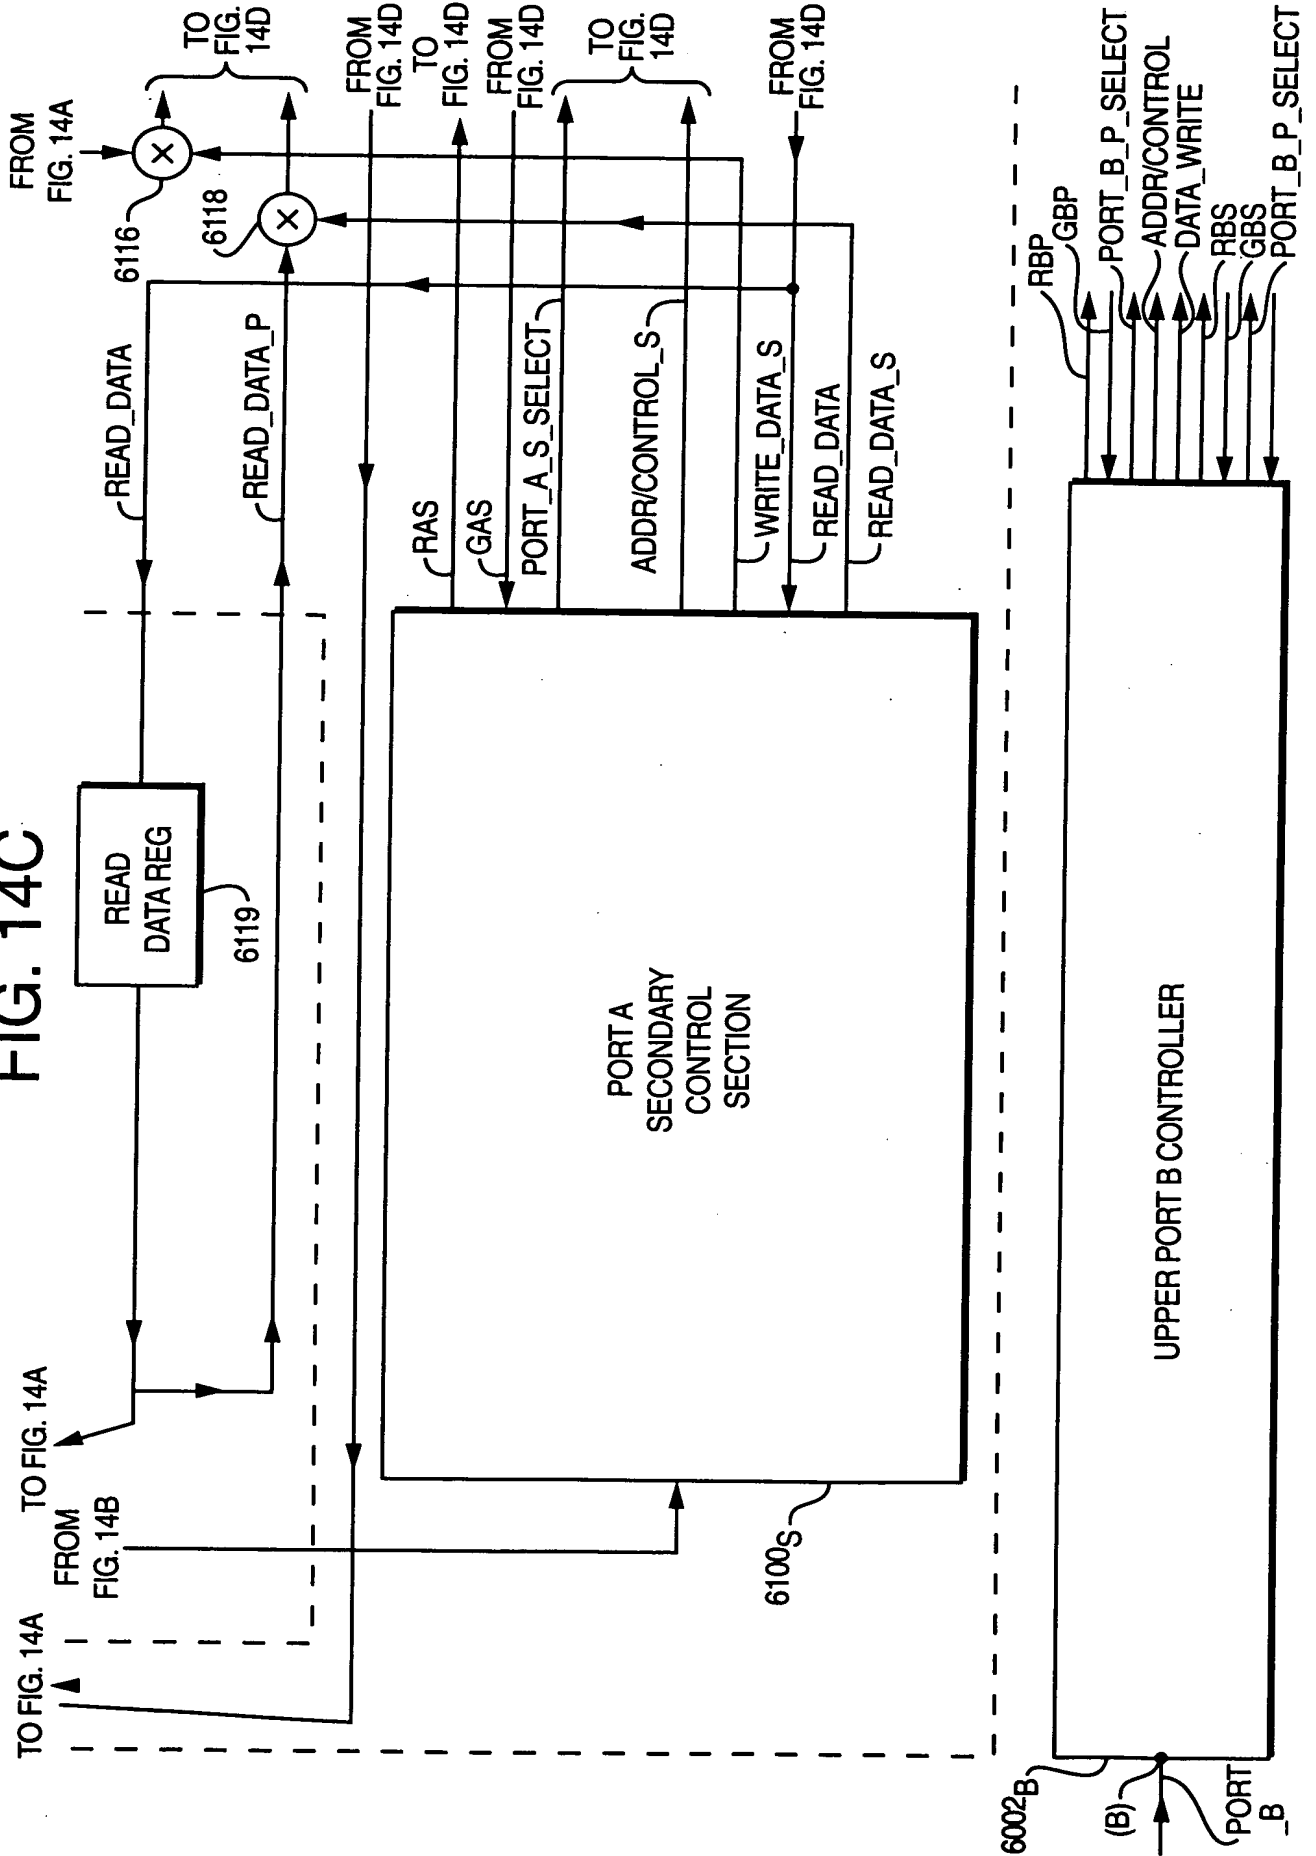 FIG. 14C
TO FIG. 14A
TO FIG. 14A
FROM
FIG. 14B
READ
DATA REG
6119
READ_DATA
READ_DATA_P
6116
6118
FROM
FIG. 14A
TO
FIG.
14D
FROM
FIG. 14D
TO
FIG. 14D
FROM
FIG. 14D
TO
FIG.
14D
FROM
FIG. 14D
RAS
GAS
PORT_A_S_SELECT
ADDR/CONTROL_S
WRITE_DATA_S
READ_DATA
READ_DATA_S
PORT A
SECONDARY
CONTROL
SECTION
6100S
6002B
(B)
PORT
_B
UPPER PORT B CONTROLLER
RBP
GBP
PORT_B_P_SELECT
ADDR/CONTROL
DATA_WRITE
RBS
GBS
PORT_B_P_SELECT